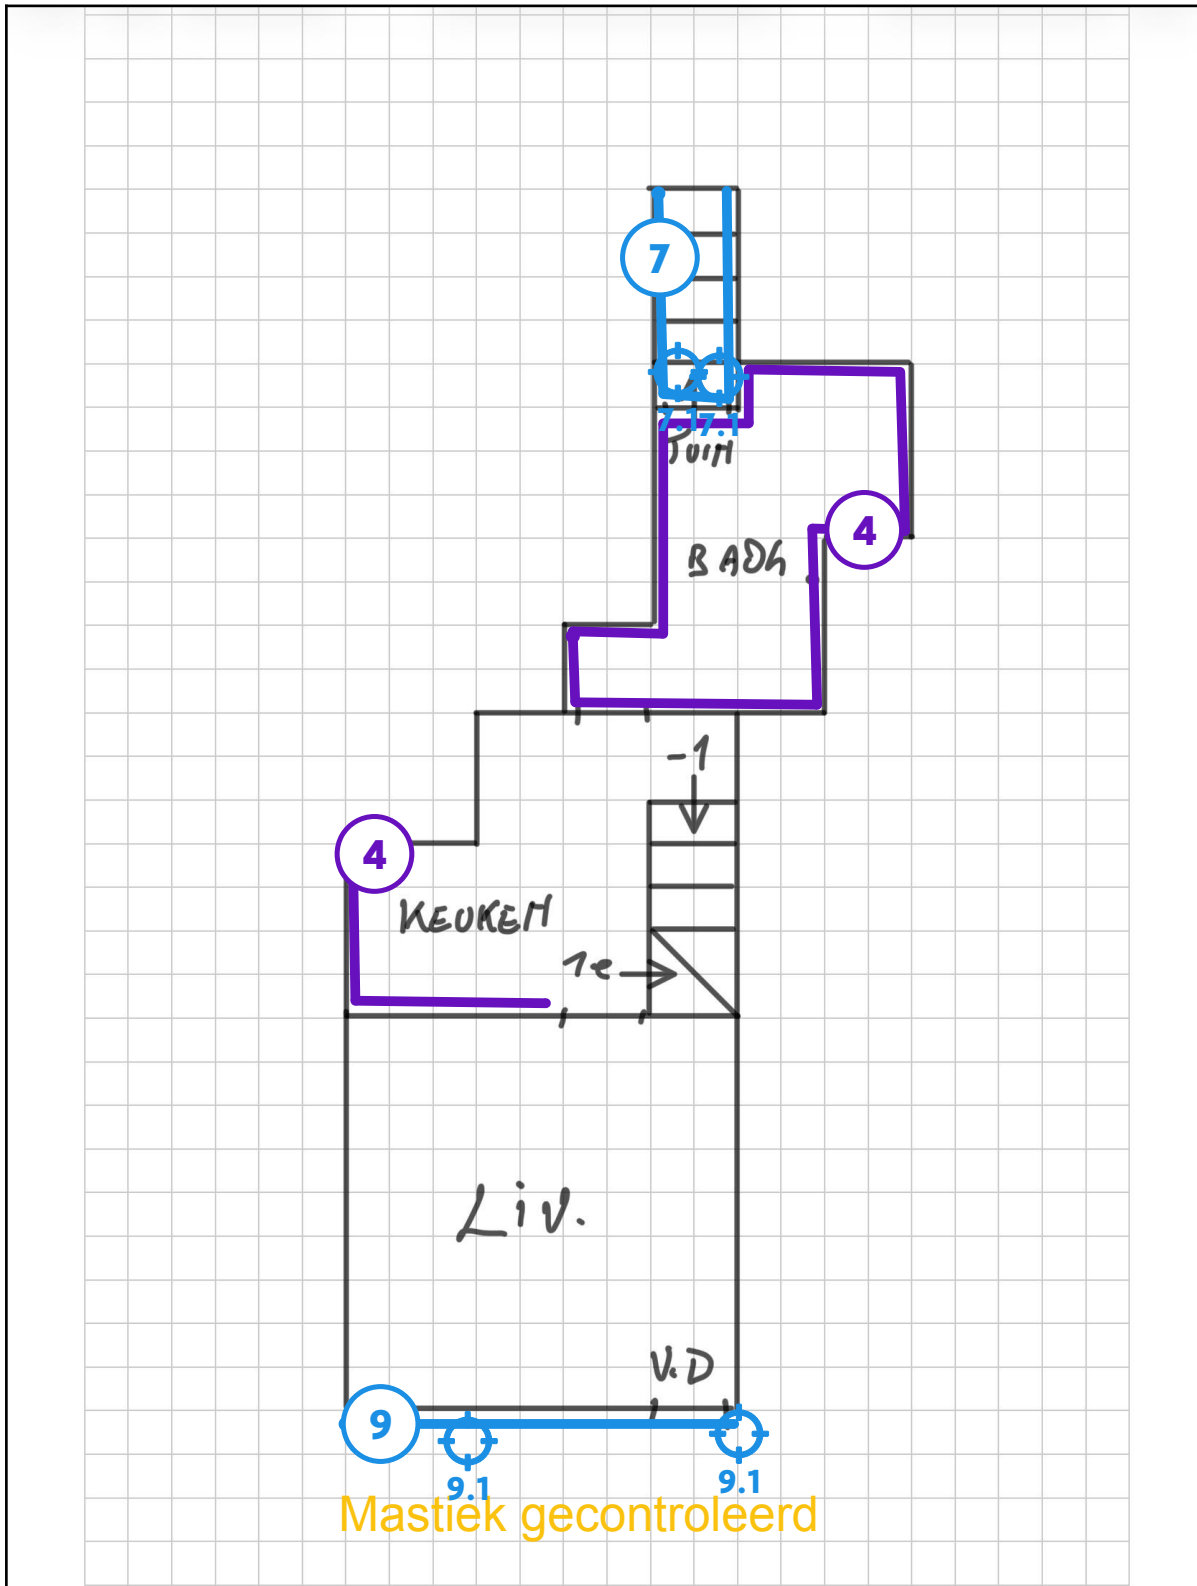 7
7.1 7.1
TUIN
4
BADK
-1
4
KEUKEN
1e
Liv.
V.D
9
9.1
9.1
Mastiek gecontroleerd